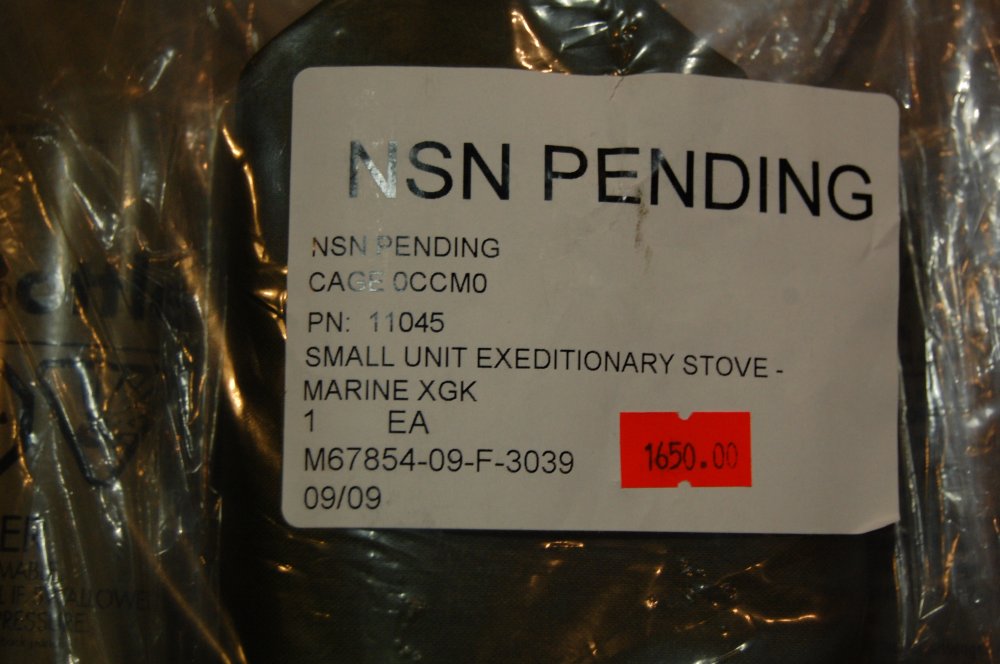 NSN PENDING
NSN PENDING
CAGE 0CCM0
PN: 11045
SMALL UNIT EXEDITIONARY STOVE -
MARINE XGK
1 EA
1650.00
M67854-09-F-3039
09/09